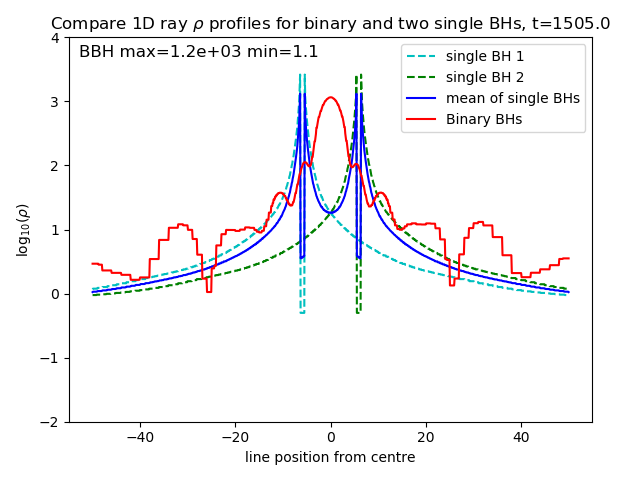 Compare 1D ray ρ profiles for binary and two single BHs, t=1505.0
BBH max=1.2e+03 min=1.1
single BH 1
single BH 2
mean of single BHs
Binary BHs
log₁₀(ρ)
4
3
2
1
0
−1
−2
−40
−20
0
20
40
line position from centre